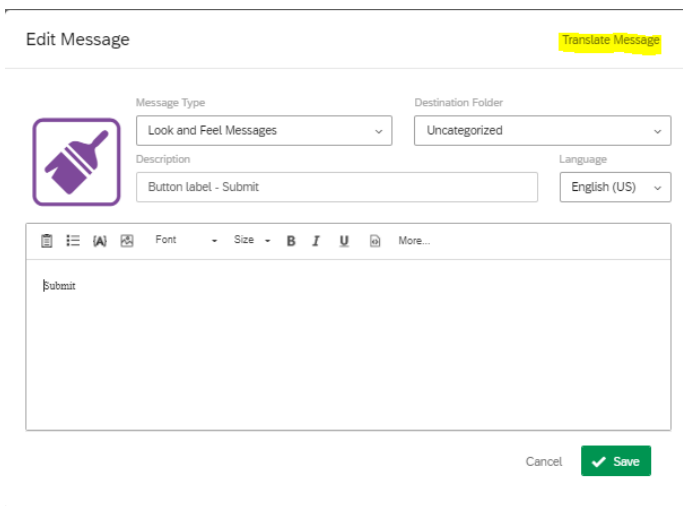 Edit Message
Translate Message
Message Type
Destination Folder
Look and Feel Messages
Uncategorized
Description
Language
Button label - Submit
English (US)
{A} Font Size B I U More...
Submit
Cancel Save